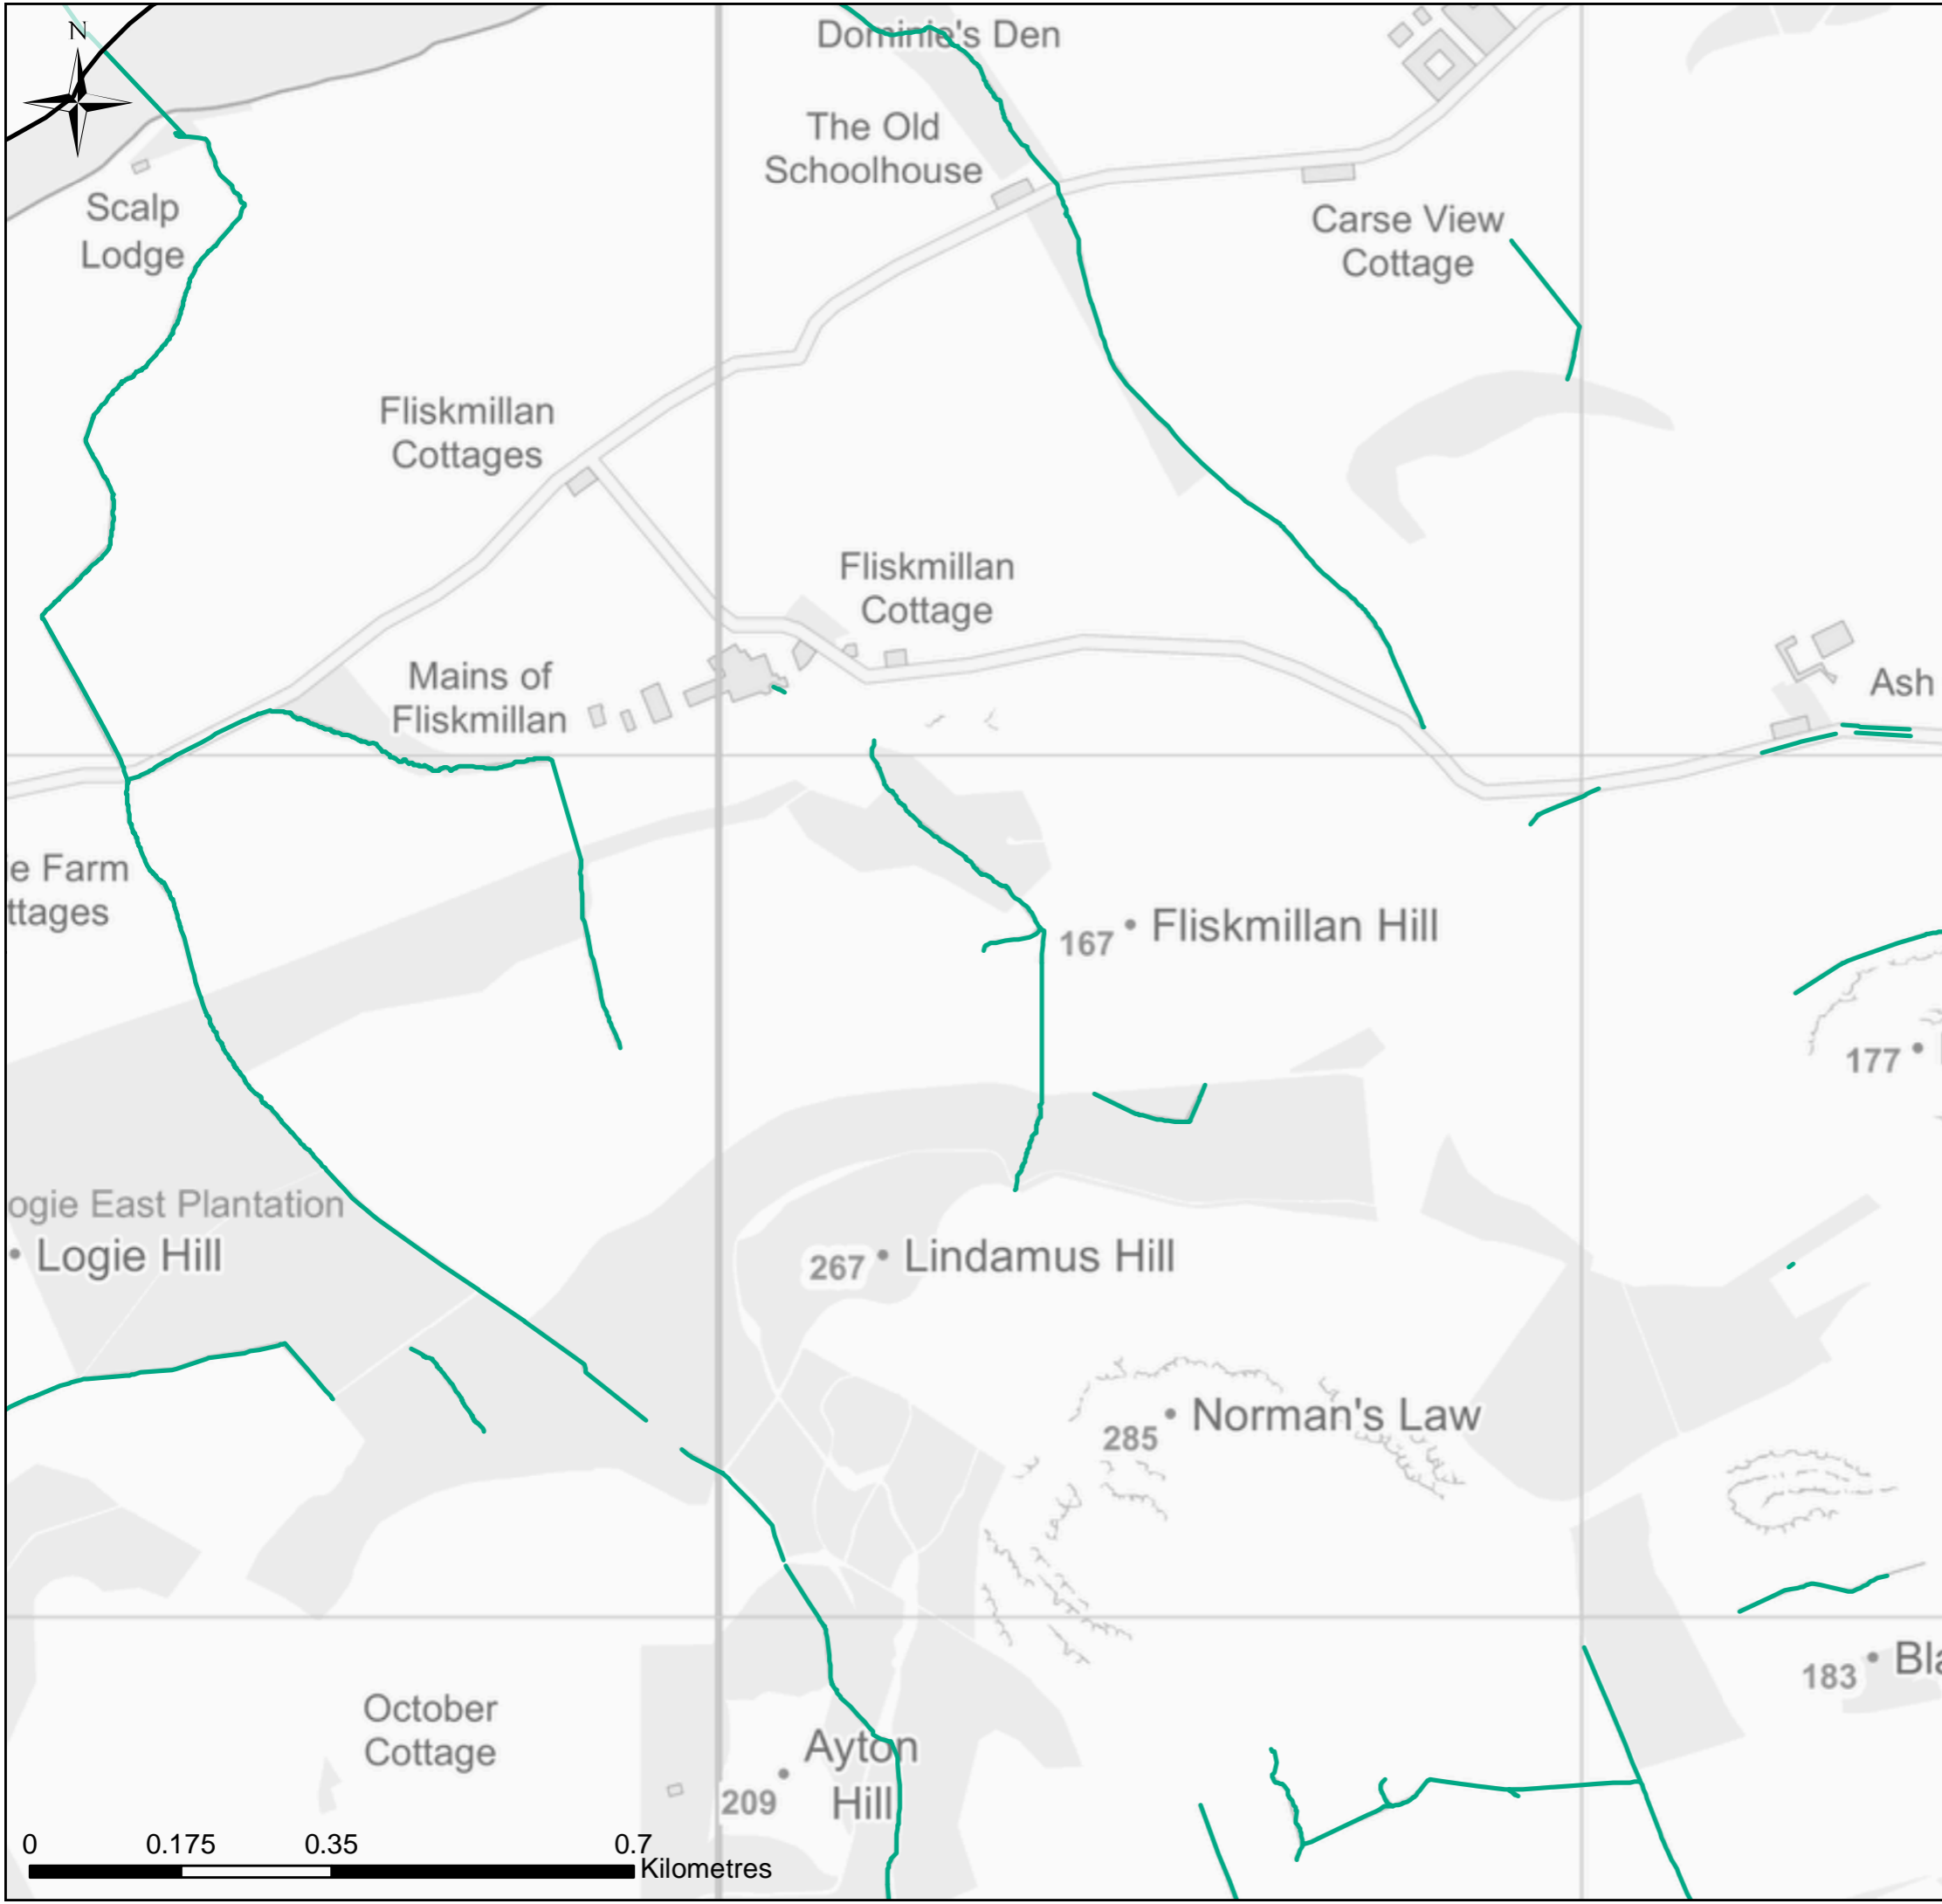 N
Dominie's Den
The Old
Schoolhouse
Scalp
Lodge
Carse View
Cottage
Fliskmillan
Cottages
Fliskmillan
Cottage
Mains of
Fliskmillan
Ash
e Farm
ttages
167
Fliskmillan Hill
177
ogie East Plantation
Logie Hill
267
Lindamus Hill
Norman's Law
285
183
Bla
October
Cottage
Ayton
Hill
209
0 0.175 0.35 0.7
Kilometres